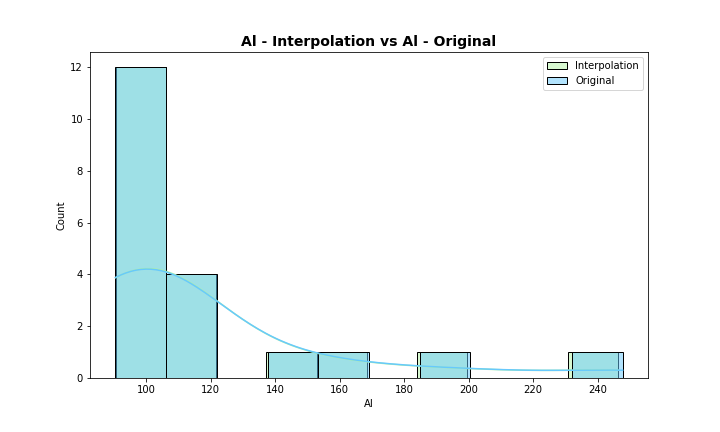 Al - Interpolation vs Al - Original
Interpolation
Original
Count
12
10
8
6
4
2
0
100 120 140 160 180 200 220 240
Al